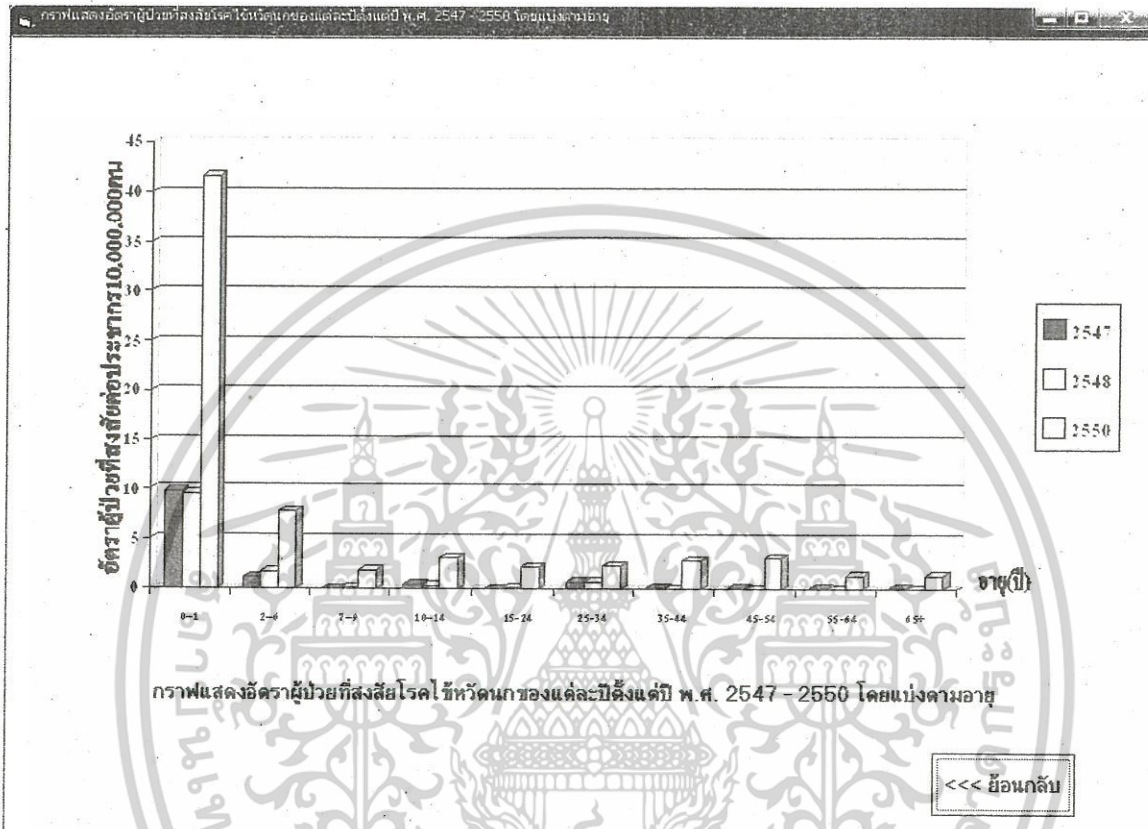 กราฟแสดงอัตราผู้ป่วยที่สงสัยโรคไข้หวัดนกของแต่ละปีตั้งแต่ปี พ.ศ. 2547 - 2550 โดยแบ่งตามอายุ
อัตราผู้ป่วยที่สงสัยต่อประชากร10,000,000คน
45
40
35
30
25
20
15
10
5
0
0-1 2-6 7-9 10-14 15-24 25-34 35-44 45-54 55-64 65+
อายุ(ปี)
2547
2548
2550
กราฟแสดงอัตราผู้ป่วยที่สงสัยโรคไข้หวัดนกของแต่ละปีตั้งแต่ปี พ.ศ. 2547 - 2550 โดยแบ่งตามอายุ
<<< ย้อนกลับ